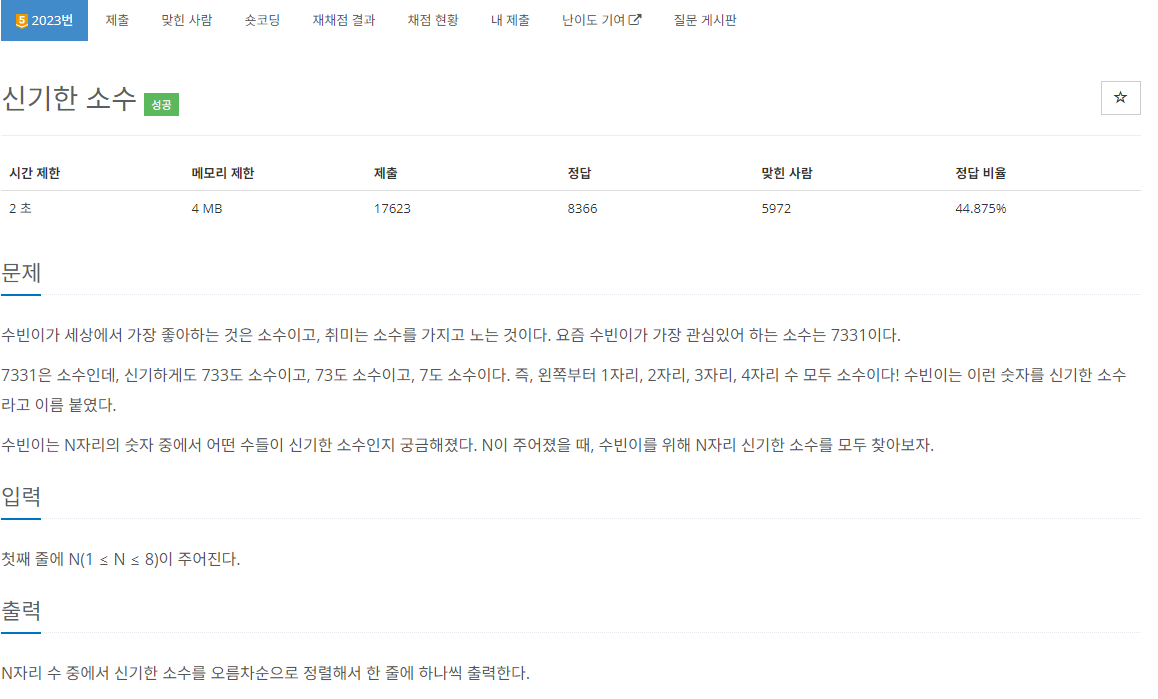 5 2023번 제출 맞힌 사람 숏코딩 재채점 결과 채점 현황 내 제출 난이도 기여 질문 게시판
신기한 소수 성공
시간 제한 메모리 제한 제출 정답 맞힌 사람 정답 비율
2 초 4 MB 17623 8366 5972 44.875%
문제
수빈이가 세상에서 가장 좋아하는 것은 소수이고, 취미는 소수를 가지고 노는 것이다. 요즘 수빈이가 가장 관심있어 하는 소수는 7331이다.
7331은 소수인데, 신기하게도 733도 소수이고, 73도 소수이고, 7도 소수이다. 즉, 왼쪽부터 1자리, 2자리, 3자리, 4자리 수 모두 소수이다! 수빈이는 이런 숫자를 신기한 소수
라고 이름 붙였다.
수빈이는 N자리의 숫자 중에서 어떤 수들이 신기한 소수인지 궁금해졌다. N이 주어졌을 때, 수빈이를 위해 N자리 신기한 소수를 모두 찾아보자.
입력
첫째 줄에 N(1 ≤ N ≤ 8)이 주어진다.
출력
N자리 수 중에서 신기한 소수를 오름차순으로 정렬해서 한 줄에 하나씩 출력한다.